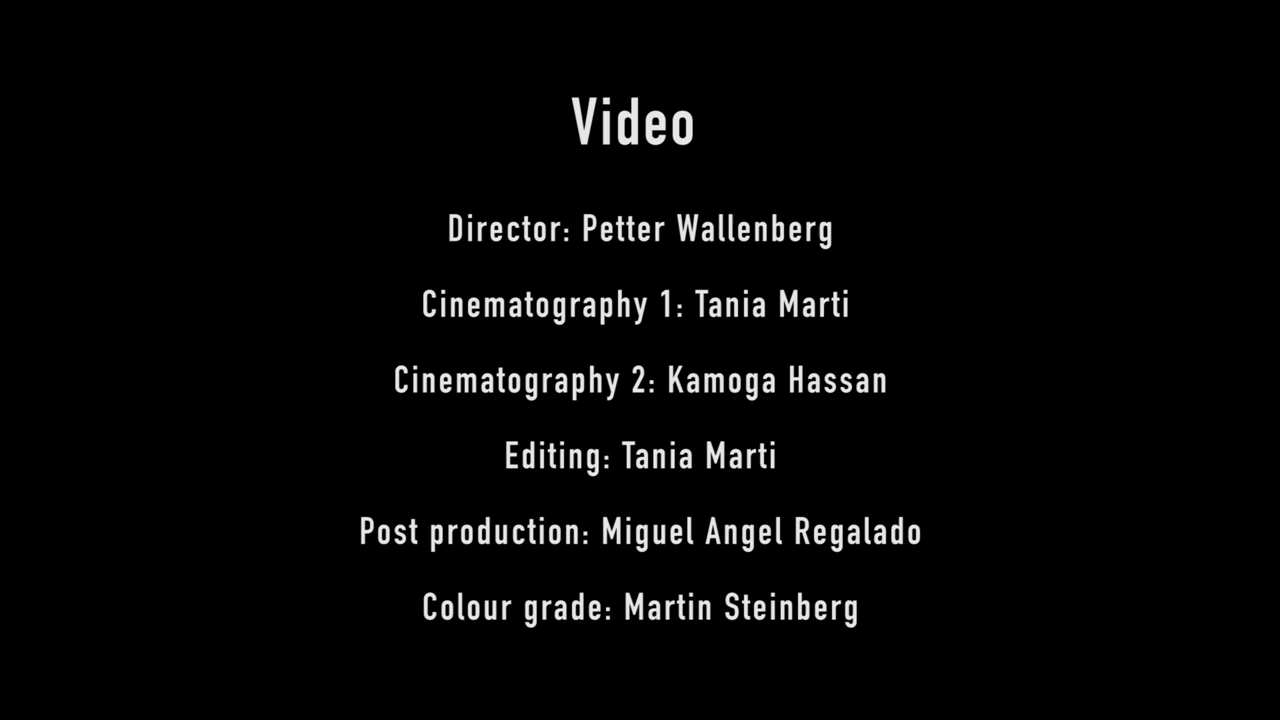 Video
Director: Petter Wallenberg
Cinematography 1: Tania Marti
Cinematography 2: Kamoga Hassan
Editing: Tania Marti
Post production: Miguel Angel Regalado
Colour grade: Martin Steinberg